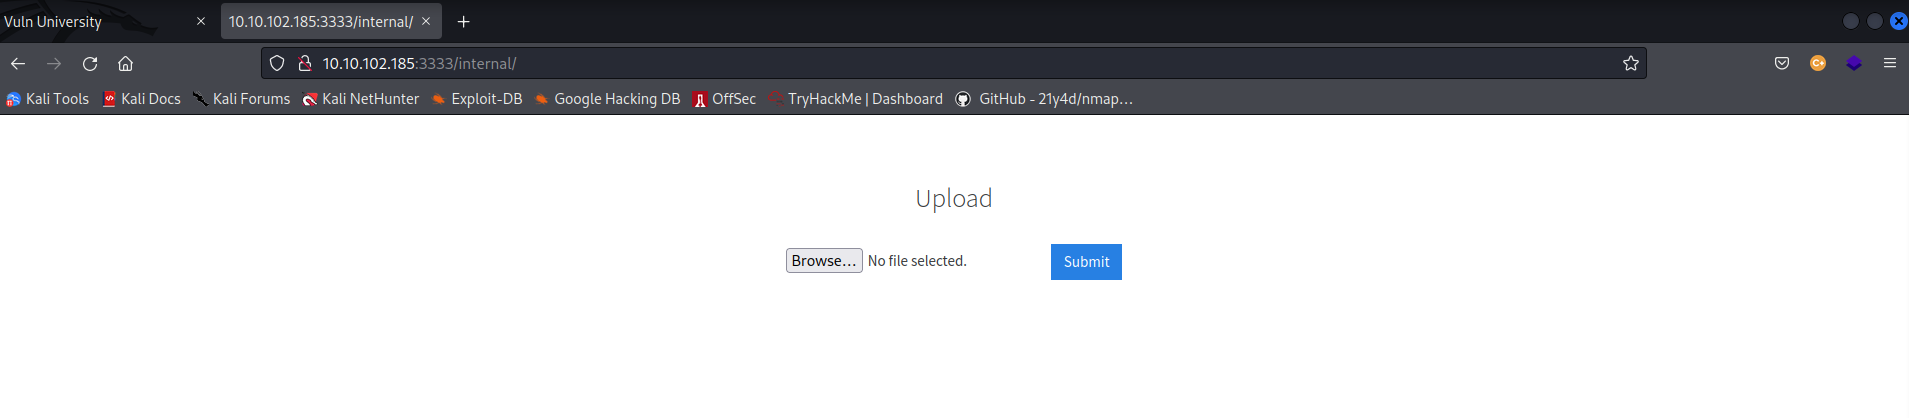 Vuln University
10.10.102.185:3333/internal/
10.10.102.185:3333/internal/
Kali Tools Kali Docs Kali Forums Kali NetHunter Exploit-DB Google Hacking DB OffSec TryHackMe | Dashboard GitHub - 21y4d/nmap…
Upload
Browse… No file selected. Submit